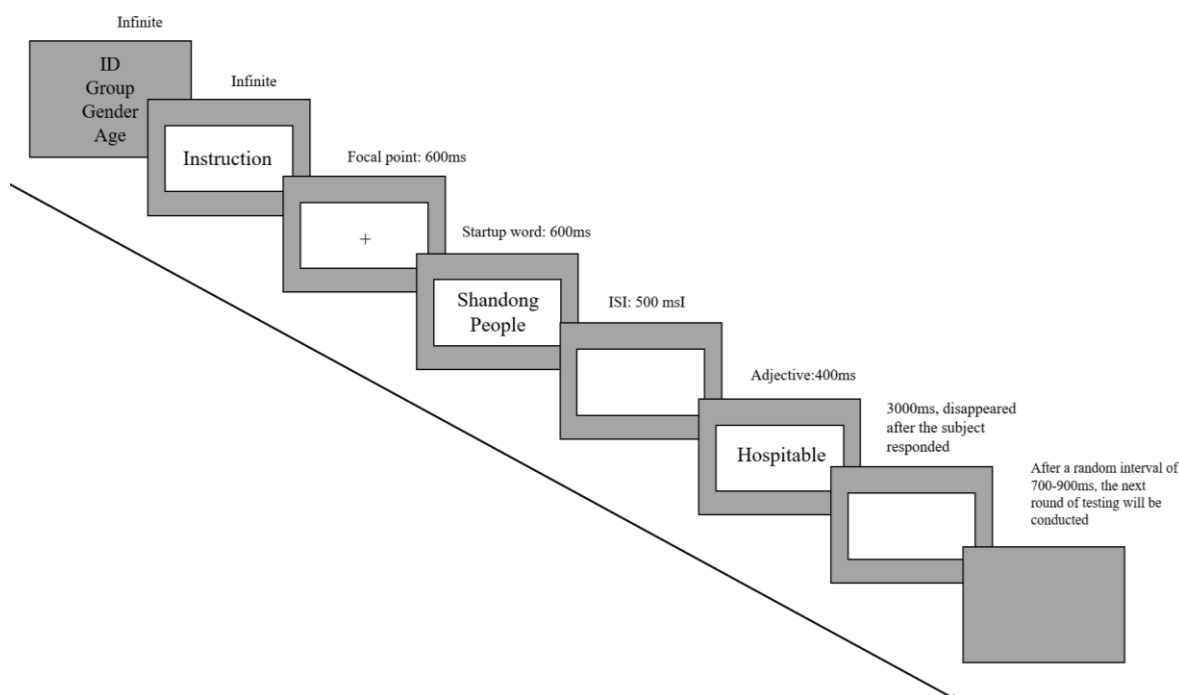 Infinite
ID
Group
Gender
Age
Infinite
Instruction
Focal point: 600ms
+
Startup word: 600ms
Shandong
People
ISI: 500 msI
Adjective:400ms
Hospitable
3000ms, disappeared
after the subject
responded
After a random interval of
700-900ms, the next
round of testing will be
conducted